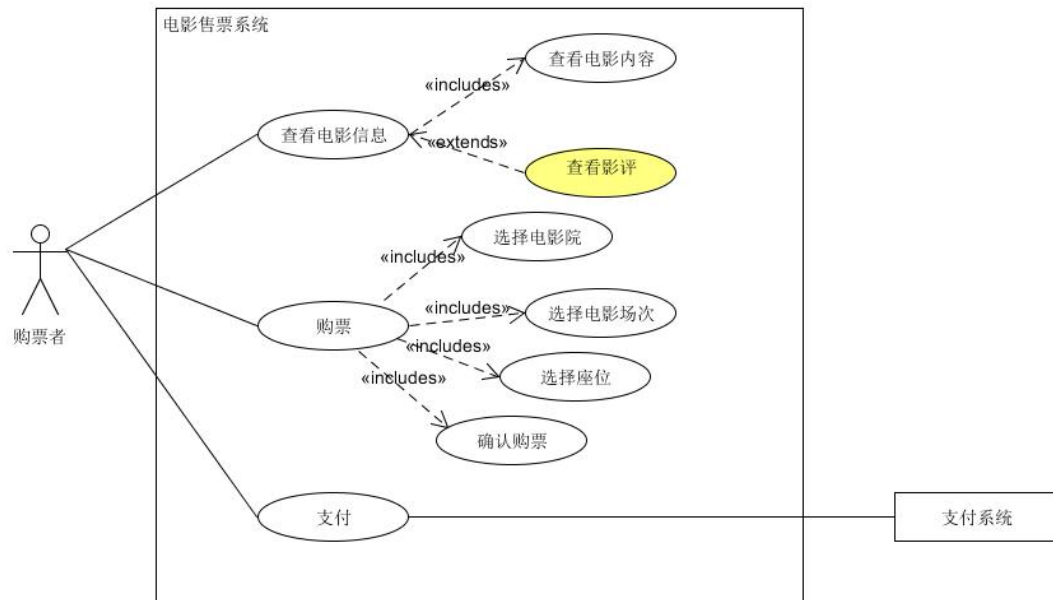 电影售票系统
查看电影内容
«includes»
查看电影信息
«extends»
查看影评
选择电影院
«includes»
«includes»
选择电影场次
购票
购票者
«includes»
选择座位
«includes»
确认购票
支付
支付系统